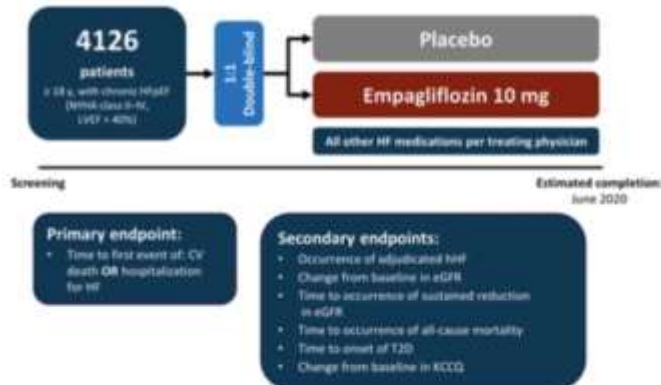 4126
patients
≥ 18 y, with chronic HFpEF
(NYHA class II–IV,
LVEF > 40%)
1:1
Double-blind
Placebo
Empagliflozin 10 mg
All other HF medications per treating physician
Screening
Estimated completion:
June 2020
Primary endpoint:
• Time to first event of: CV
death OR hospitalization
for HF
Secondary endpoints:
• Occurrence of adjudicated hHF
• Change from baseline in eGFR
• Time to occurrence of sustained reduction
in eGFR
• Time to occurrence of all-cause mortality
• Time to onset of T2D
• Change from baseline in KCCQ